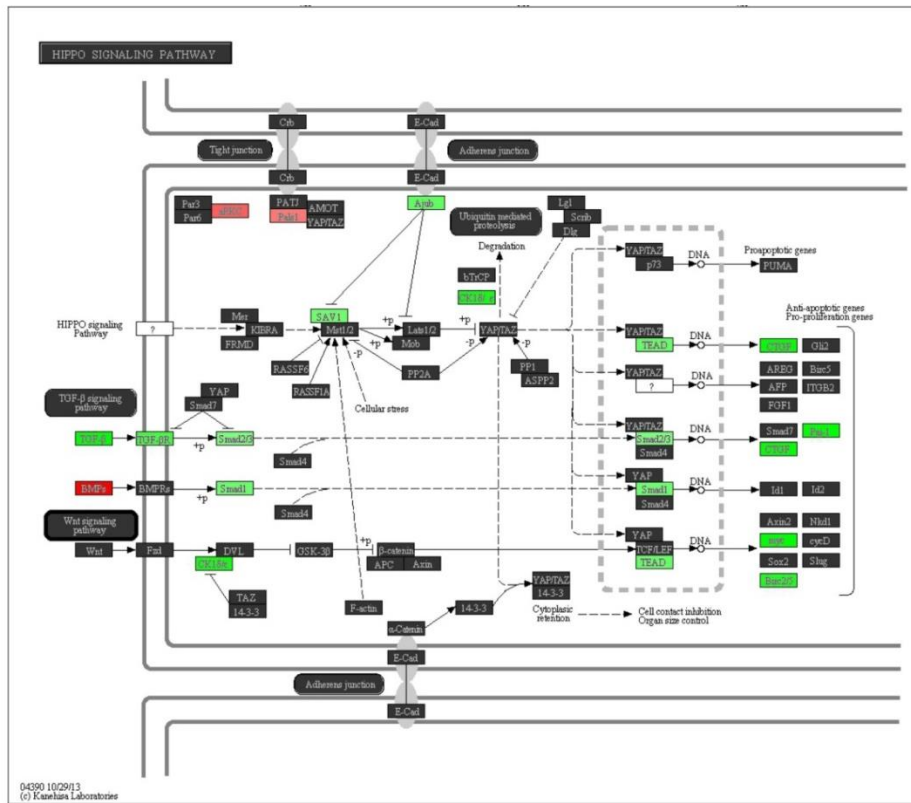 HIPPO SIGNALING PATHWAY
Crb
E-Cad
Tight junction
Adherens junction
Crb
E-Cad
Par3
Par6
aPKC
PATJ
Pals1
AMOT
YAP/TAZ
Ajub
Ubiquitin mediated
proteolysis
Lgl
Scrib
Dlg
Degradation
bTrCP
YAP/TAZ
p73
DNA
Proapoptotic genes
PUMA
Anti-apoptotic genes
Pro-proliferation genes
HIPPO signaling
Pathway
?
Mer
KIBRA
FRMD
SAV1
Mst1/2
+p
+p
Lats1/2
Mob
+p
YAP/TAZ
-p
-p
-p
RASSF6
RASSF1A
PP2A
PP1
ASPP2
Cellular stress
YAP/TAZ
TEAD
DNA
CTGF
Gli2
YAP/TAZ
?
DNA
AREG
Birc5
AFP
ITGB2
FGF1
TGF-β signaling
pathway
YAP
Smad7
TGF-β
TGF-βR
+p
Smad2/3
Smad4
YAP/TAZ
Smad2/3
Smad4
DNA
Smad7
CTGF
BMPs
BMPRs
+p
Smad1
Smad4
YAP
Smad1
Smad4
DNA
Id1
Id2
Wnt signaling
pathway
Wnt
Fzd
DVL
GSK-3β
+p
β-catenin
APC
Axin
YAP
TCF/LEF
TEAD
DNA
Axin2
Nkd1
myc
cycD
Sox2
Slug
Birc2/5
TAZ
14-3-3
F-actin
α-Catenin
14-3-3
YAP/TAZ
14-3-3
Cytoplasic
retention
Cell contact inhibition
Organ size control
E-Cad
Adherens junction
E-Cad
04390 10/29/13
(c) Kanehisa Laboratories